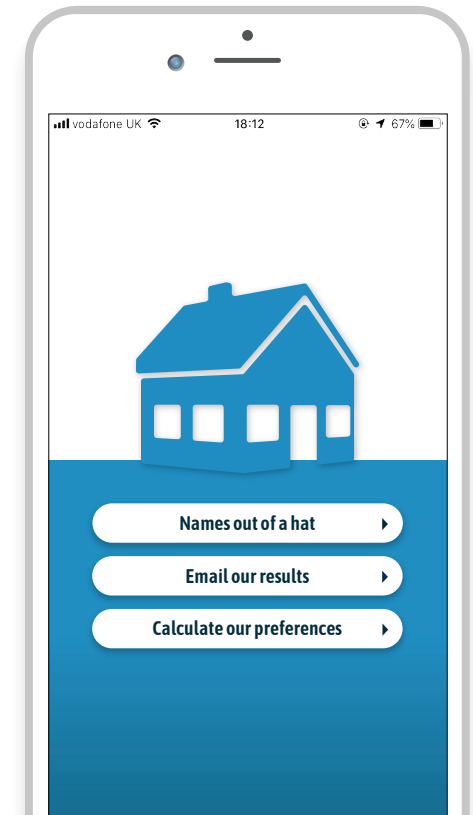 vodafone UK 18:12 67%
Names out of a hat
Email our results
Calculate our preferences